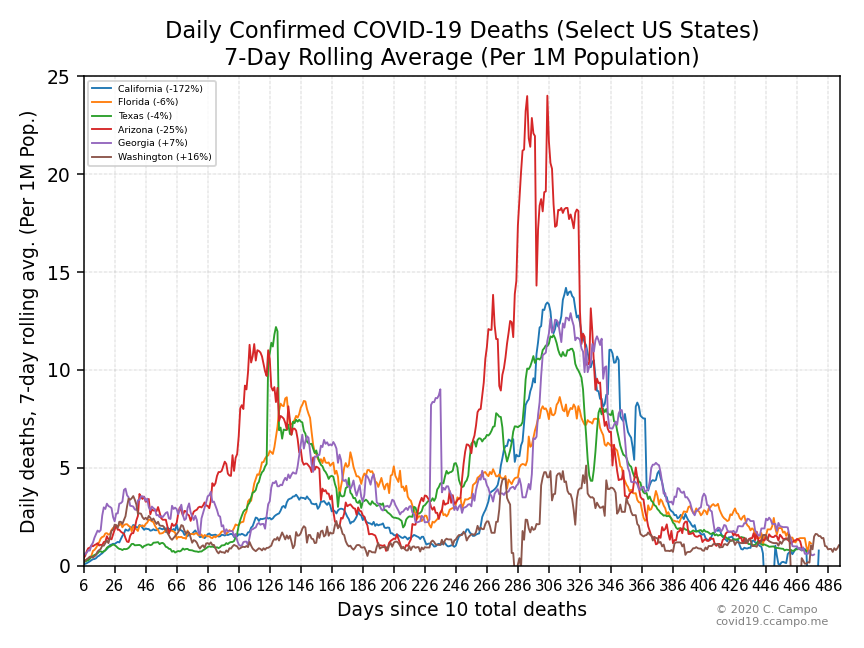 Daily Confirmed COVID-19 Deaths (Select US States)
7-Day Rolling Average (Per 1M Population)
Daily deaths, 7-day rolling avg. (Per 1M Pop.)
25
20
15
10
5
0
California (-172%)
Florida (-6%)
Texas (-4%)
Arizona (-25%)
Georgia (+7%)
Washington (+16%)
6 26 46 66 86 106 126 146 166 186 206 226 246 266 286 306 326 346 366 386 406 426 446 466 486
Days since 10 total deaths
© 2020 C. Campo
covid19.ccampo.me